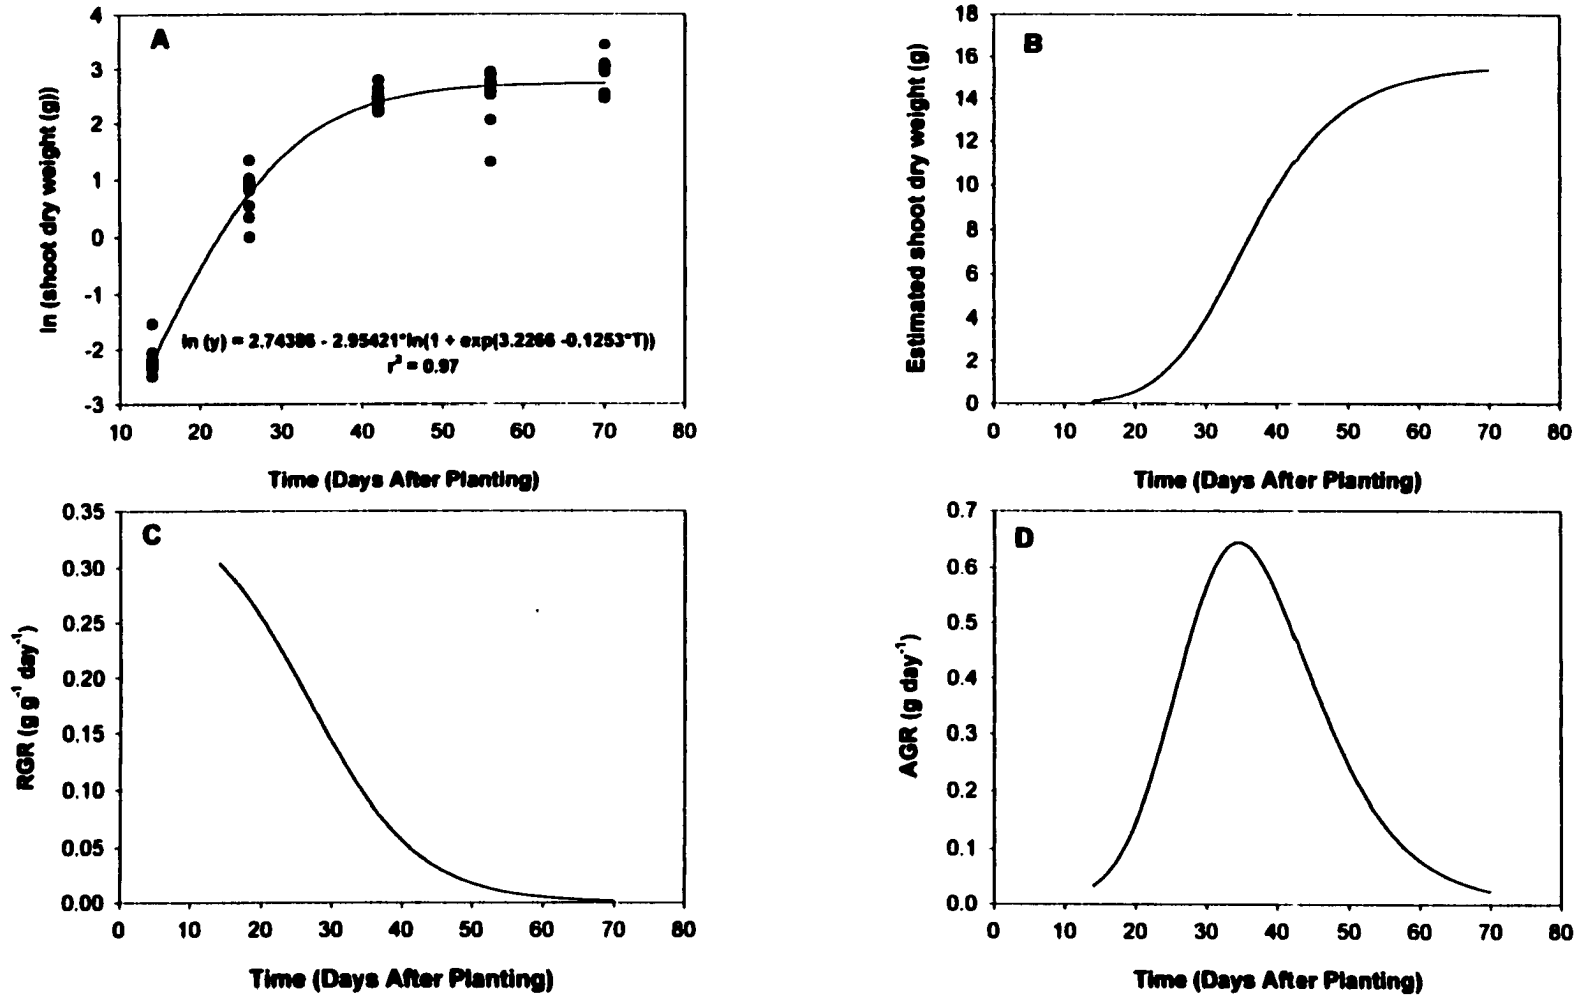 A
4
3
2
1
0
-1
-2
-3
ln (shoot dry weight (g))
ln (y) = 2.74386 - 2.95421*ln(1 + exp(3.2266 -0.1253*T))
r² = 0.97
10 20 30 40 50 60 70 80
Time (Days After Planting)
B
18
16
14
12
10
8
6
4
2
0
Estimated shoot dry weight (g)
0 10 20 30 40 50 60 70 80
Time (Days After Planting)
C
0.35
0.30
0.25
0.20
0.15
0.10
0.05
0.00
RGR (g g⁻¹ day⁻¹)
0 10 20 30 40 50 60 70 80
Time (Days After Planting)
D
0.7
0.6
0.5
0.4
0.3
0.2
0.1
0.0
AGR (g day⁻¹)
0 10 20 30 40 50 60 70 80
Time (Days After Planting)